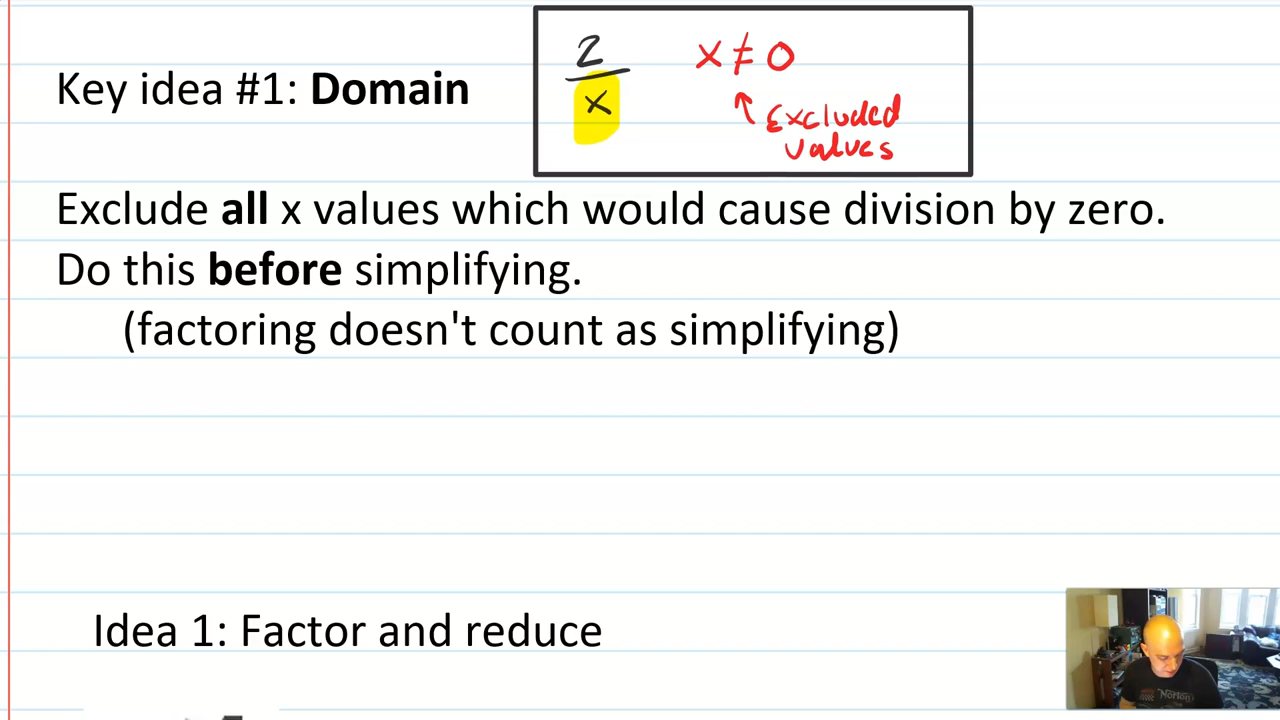 2
x
x ≠ 0
Key idea #1: Domain
↑ Excluded
values
Exclude all x values which would cause division by zero.
Do this before simplifying.
(factoring doesn't count as simplifying)
Idea 1: Factor and reduce
Norton